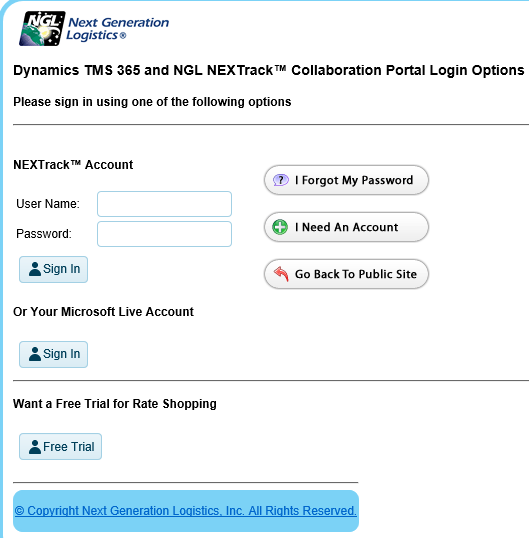 NGL Next Generation
Logistics®
Dynamics TMS 365 and NGL NEXTrack™ Collaboration Portal Login Options
Please sign in using one of the following options
NEXTrack™ Account
User Name:
Password:
Sign In
? I Forgot My Password
I Need An Account
Go Back To Public Site
Or Your Microsoft Live Account
Sign In
Want a Free Trial for Rate Shopping
Free Trial
© Copyright Next Generation Logistics, Inc. All Rights Reserved.